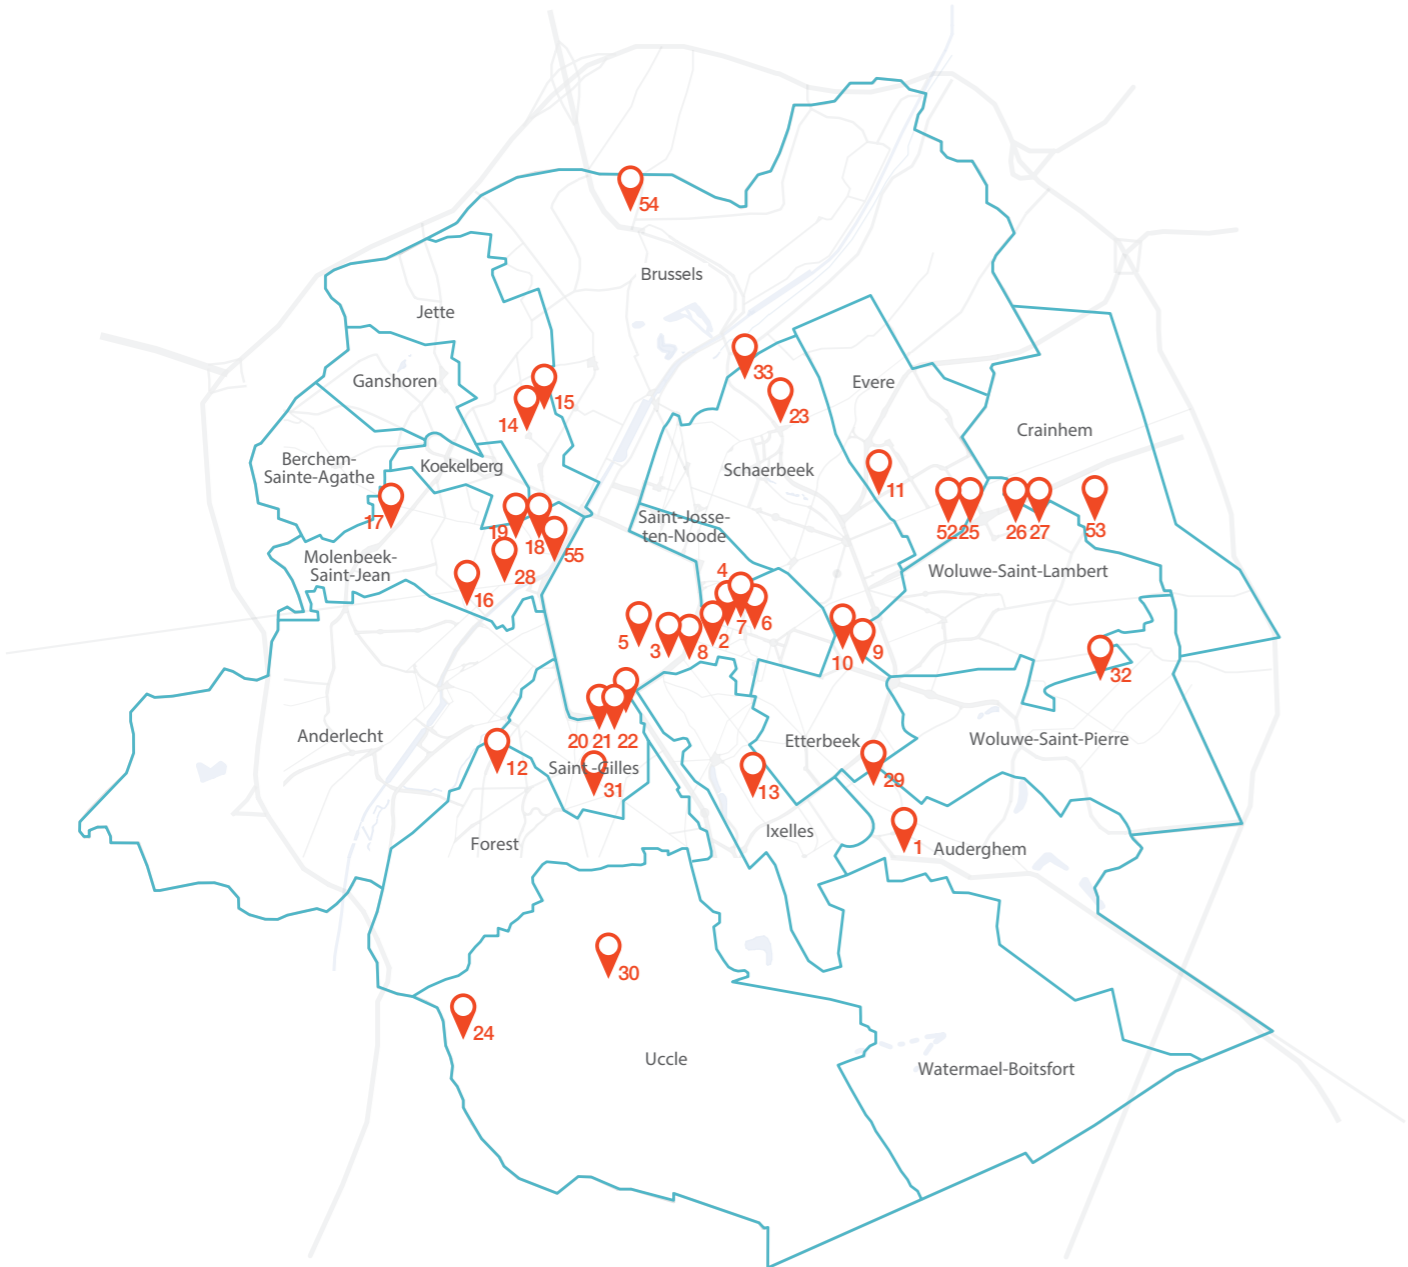 54
Brussels
Jette
33
Ganshoren
Evere
15
23
14
Crainhem
Berchem-
Sainte-Agathe
Koekelberg
Schaerbeek
11
17
19
18
52
25
26
27
53
Saint-Josse-
ten-Noode
55
Molenbeek-
Saint-Jean
28
4
Woluwe-Saint-Lambert
16
5
3
8
2
7
6
10
9
32
Anderlecht
20
21
22
Etterbeek
Woluwe-Saint-Pierre
12
Saint-Gilles
31
13
29
Forest
Ixelles
1
Auderghem
30
24
Uccle
Watermael-Boitsfort